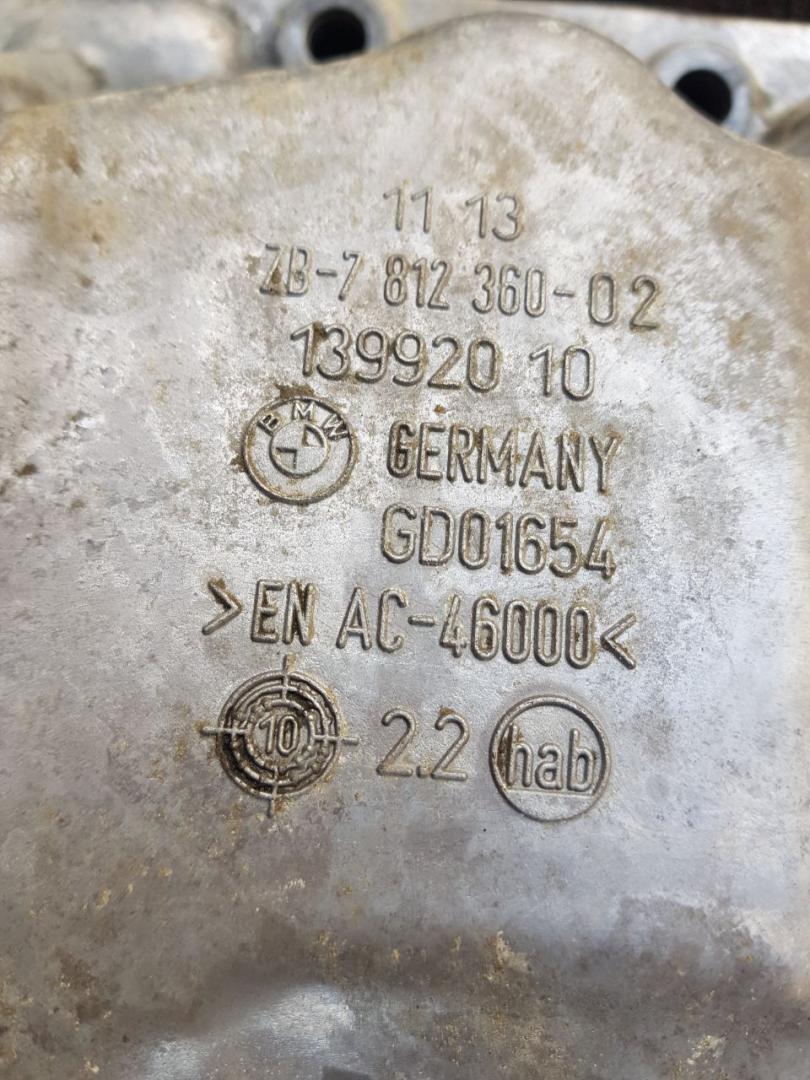 11 13
ZB-7 812 360-02
139920 10
BMW GERMANY
GD01654
>EN AC-46000<
10 2.2 hab